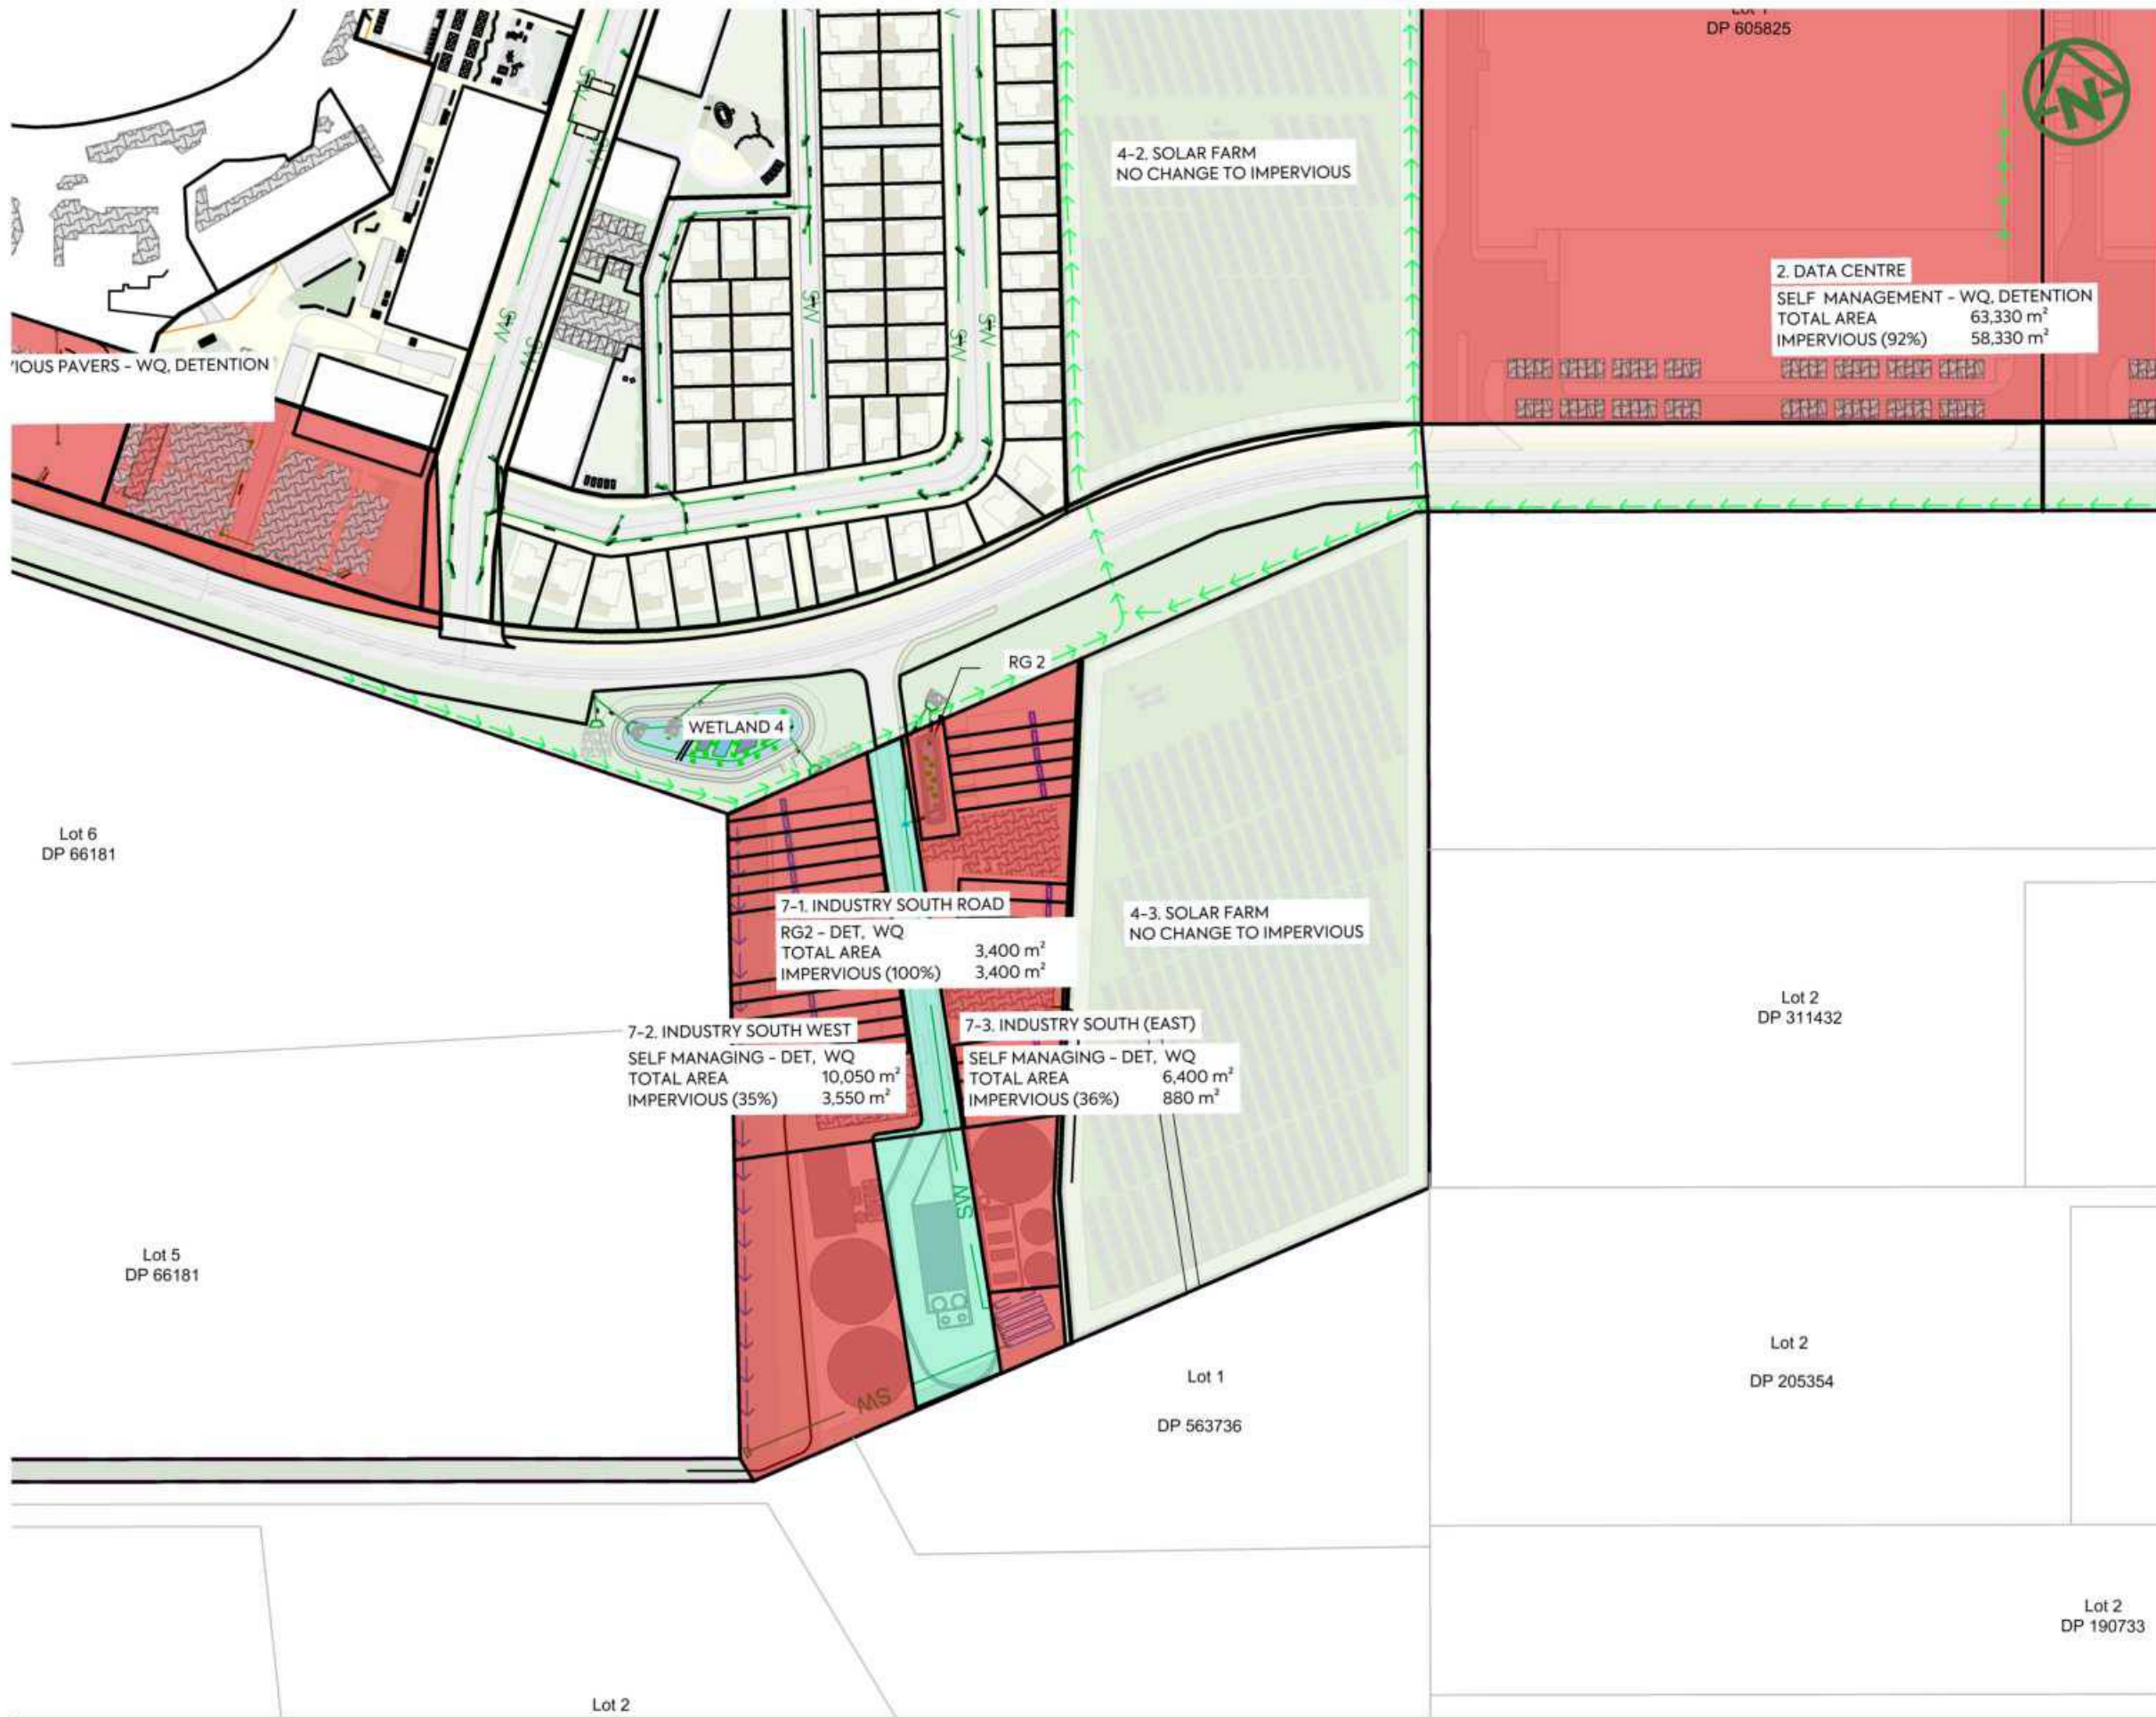 DP 605825
N
4-2. SOLAR FARM
NO CHANGE TO IMPERVIOUS
2. DATA CENTRE
SELF MANAGEMENT - WQ, DETENTION
TOTAL AREA 63,330 m²
IMPERVIOUS (92%) 58,330 m²
IOUS PAVERS - WQ, DETENTION
SW
SW
SW
SW
SW
SW
SW
RG 2
WETLAND 4
Lot 6
DP 66181
7-1. INDUSTRY SOUTH ROAD
RG2 - DET, WQ
TOTAL AREA 3,400 m²
IMPERVIOUS (100%) 3,400 m²
4-3. SOLAR FARM
NO CHANGE TO IMPERVIOUS
Lot 2
DP 311432
7-2. INDUSTRY SOUTH WEST
SELF MANAGING - DET, WQ
TOTAL AREA 10,050 m²
IMPERVIOUS (35%) 3,550 m²
7-3. INDUSTRY SOUTH (EAST)
SELF MANAGING - DET, WQ
TOTAL AREA 6,400 m²
IMPERVIOUS (36%) 880 m²
SW
Lot 5
DP 66181
Lot 1
DP 563736
Lot 2
DP 205354
SW
Lot 2
DP 190733
Lot 2